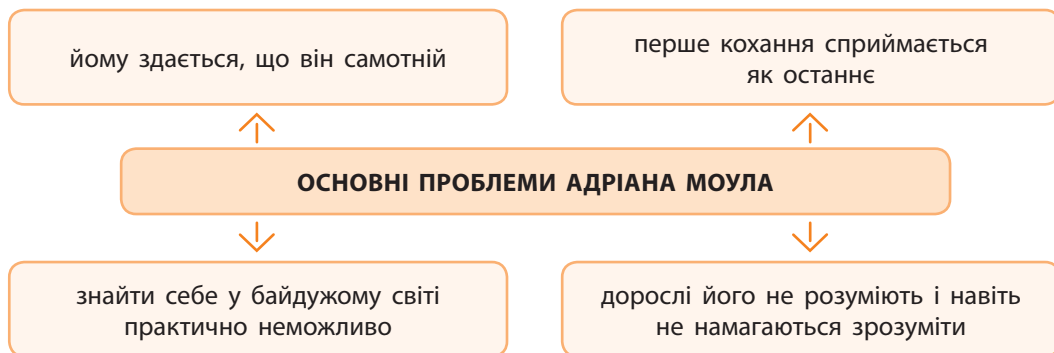 йому здається, що він самотній
перше кохання сприймається
як останнє
ОСНОВНІ ПРОБЛЕМИ АДРІАНА МОУЛА
знайти себе у байдужому світі
практично неможливо
дорослі його не розуміють і навіть
не намагаються зрозуміти